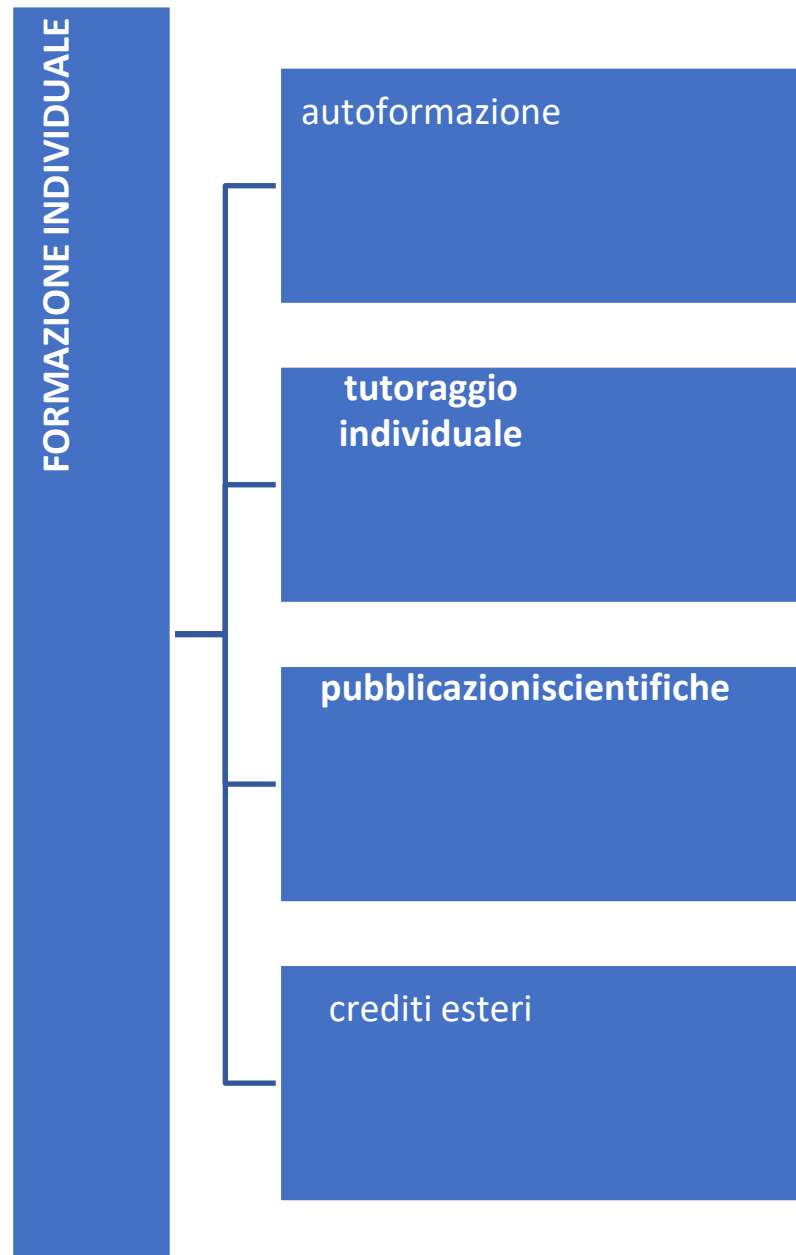 FORMAZIONE INDIVIDUALE
autoformazione
tutoraggio
individuale
pubblicazioniscientifiche
crediti esteri